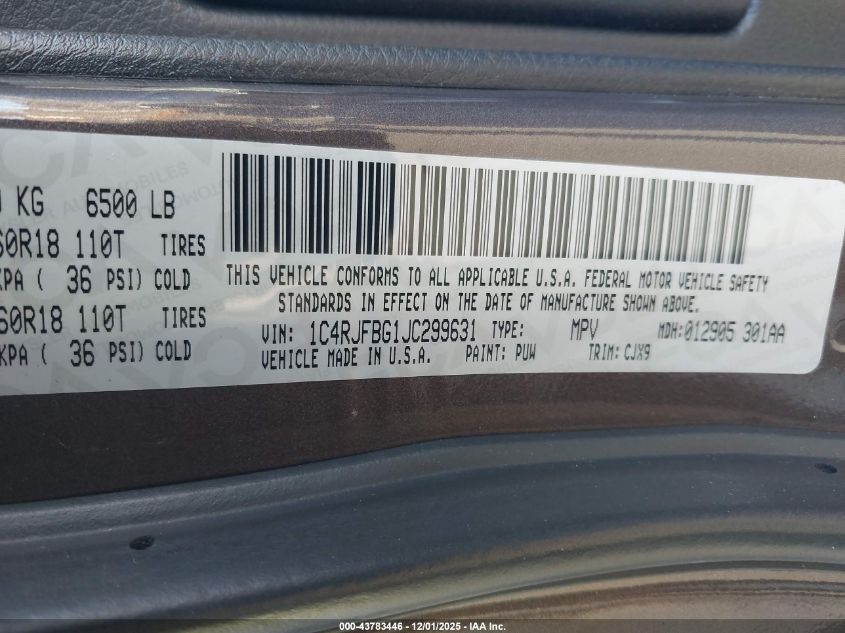 KG 6500 LB
60R18 110T TIRES
KPA ( 36 PSI) COLD
60R18 110T TIRES
KPA ( 36 PSI) COLD
THIS VEHICLE CONFORMS TO ALL APPLICABLE U.S.A. FEDERAL MOTOR VEHICLE SAFETY
STANDARDS IN EFFECT ON THE DATE OF MANUFACTURE SHOWN ABOVE.
VIN: 1C4RJFBG1JC299631 TYPE: MPV MDH:012905 301AA
VEHICLE MADE IN U.S.A. PAINT: PUW TRIM: CJX9
000-43783446 • 12/01/2025 • IAA Inc.